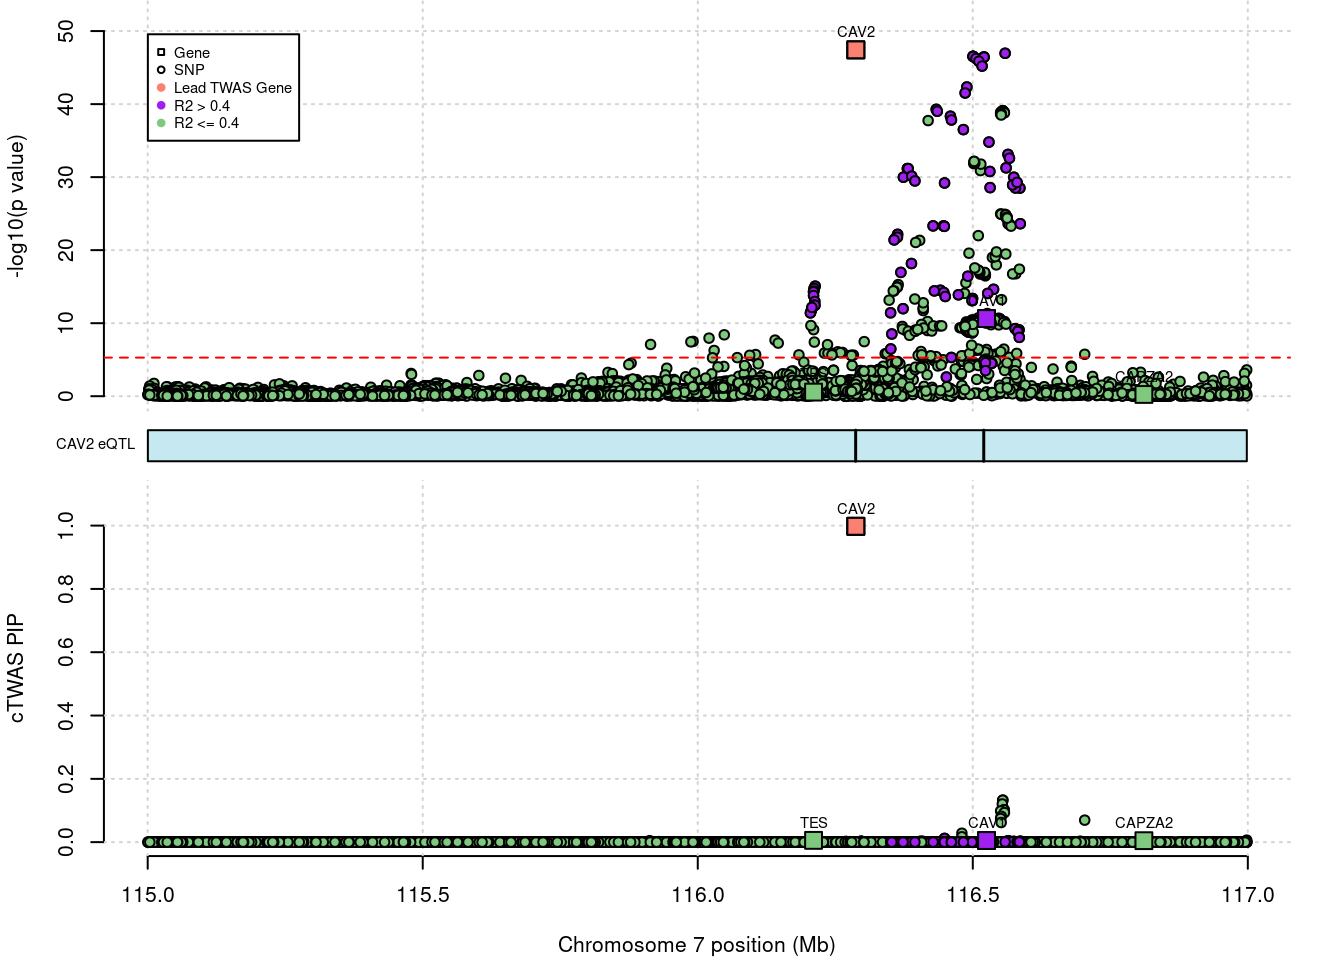 50
40
30
20
10
0
-log10(p value)
Gene
SNP
Lead TWAS Gene
R2 > 0.4
R2 <= 0.4
CAV2
CAPZA2
CAV2 eQTL
1.0
0.8
0.6
0.4
0.2
0.0
cTWAS PIP
CAV2
TES
CAV1
CAPZA2
115.0
115.5
116.0
116.5
117.0
Chromosome 7 position (Mb)